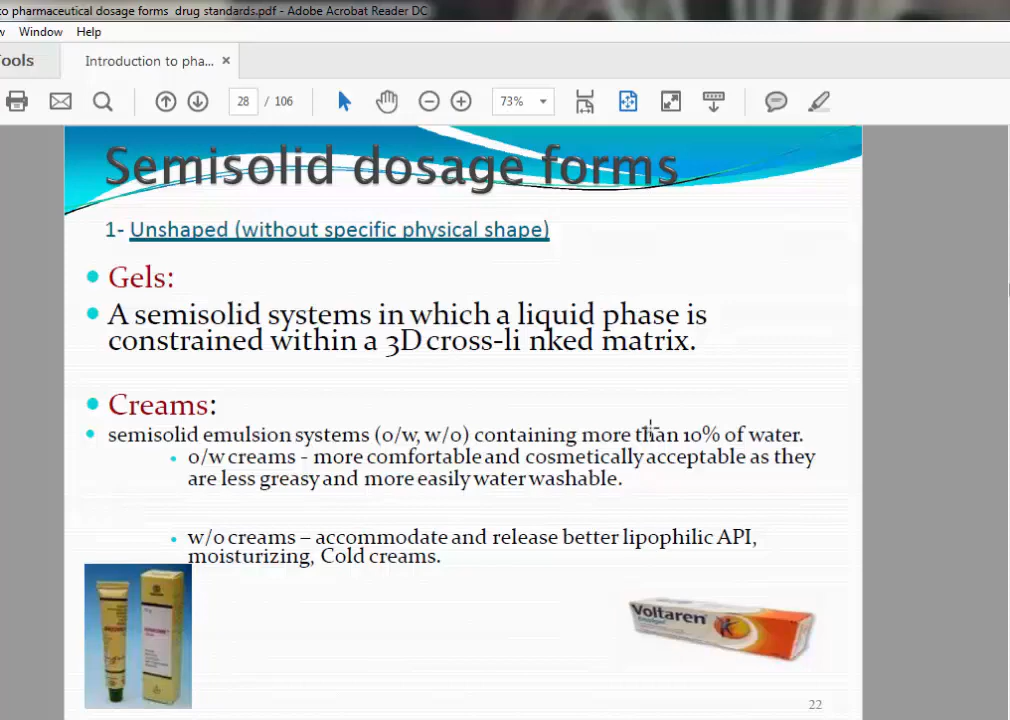 to pharmaceutical dosage forms drug standards.pdf - Adobe Acrobat Reader DC
w Window Help
ools Introduction to pha... ×
28 / 106 73%
Semisolid dosage forms
1- Unshaped (without specific physical shape)
• Gels:
• A semisolid systems in which a liquid phase is
constrained within a 3D cross-li nked matrix.
• Creams:
• semisolid emulsion systems (o/w, w/o) containing more than 10% of water.
• o/w creams - more comfortable and cosmetically acceptable as they
are less greasy and more easily water washable.
• w/o creams – accommodate and release better lipophilic API,
moisturizing, Cold creams.
Voltaren
22